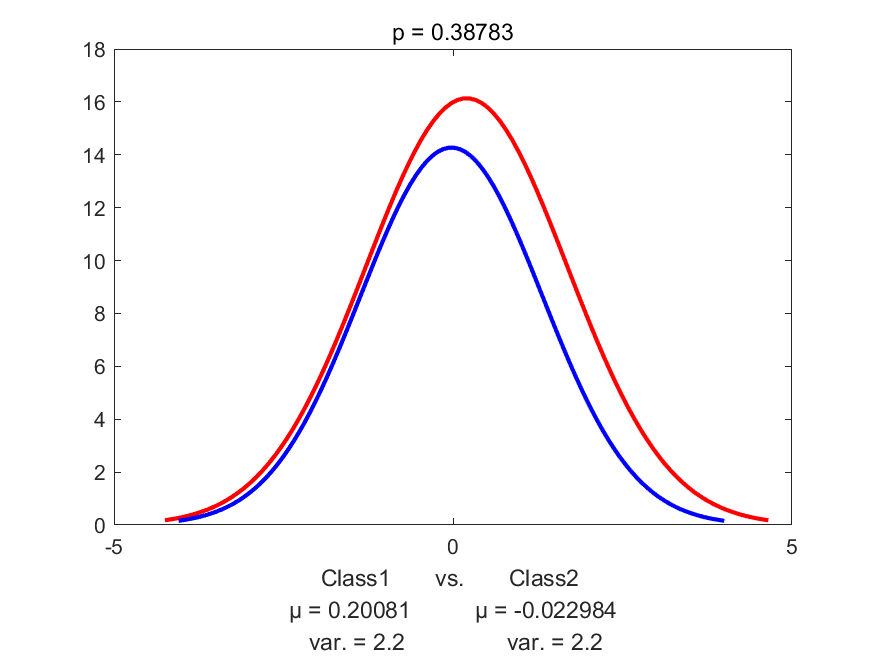 p = 0.38783
18
16
14
12
10
8
6
4
2
0
-5 0 5
Class1 vs. Class2
μ = 0.20081 μ = -0.022984
var. = 2.2 var. = 2.2